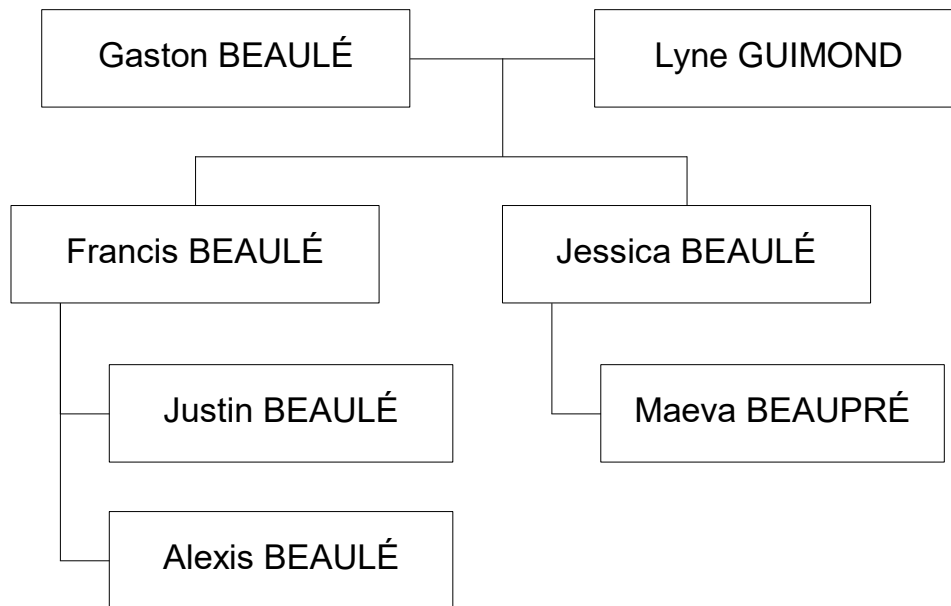 Gaston BEAULÉ
Lyne GUIMOND
Francis BEAULÉ
Jessica BEAULÉ
Justin BEAULÉ
Maeva BEAUPRÉ
Alexis BEAULÉ